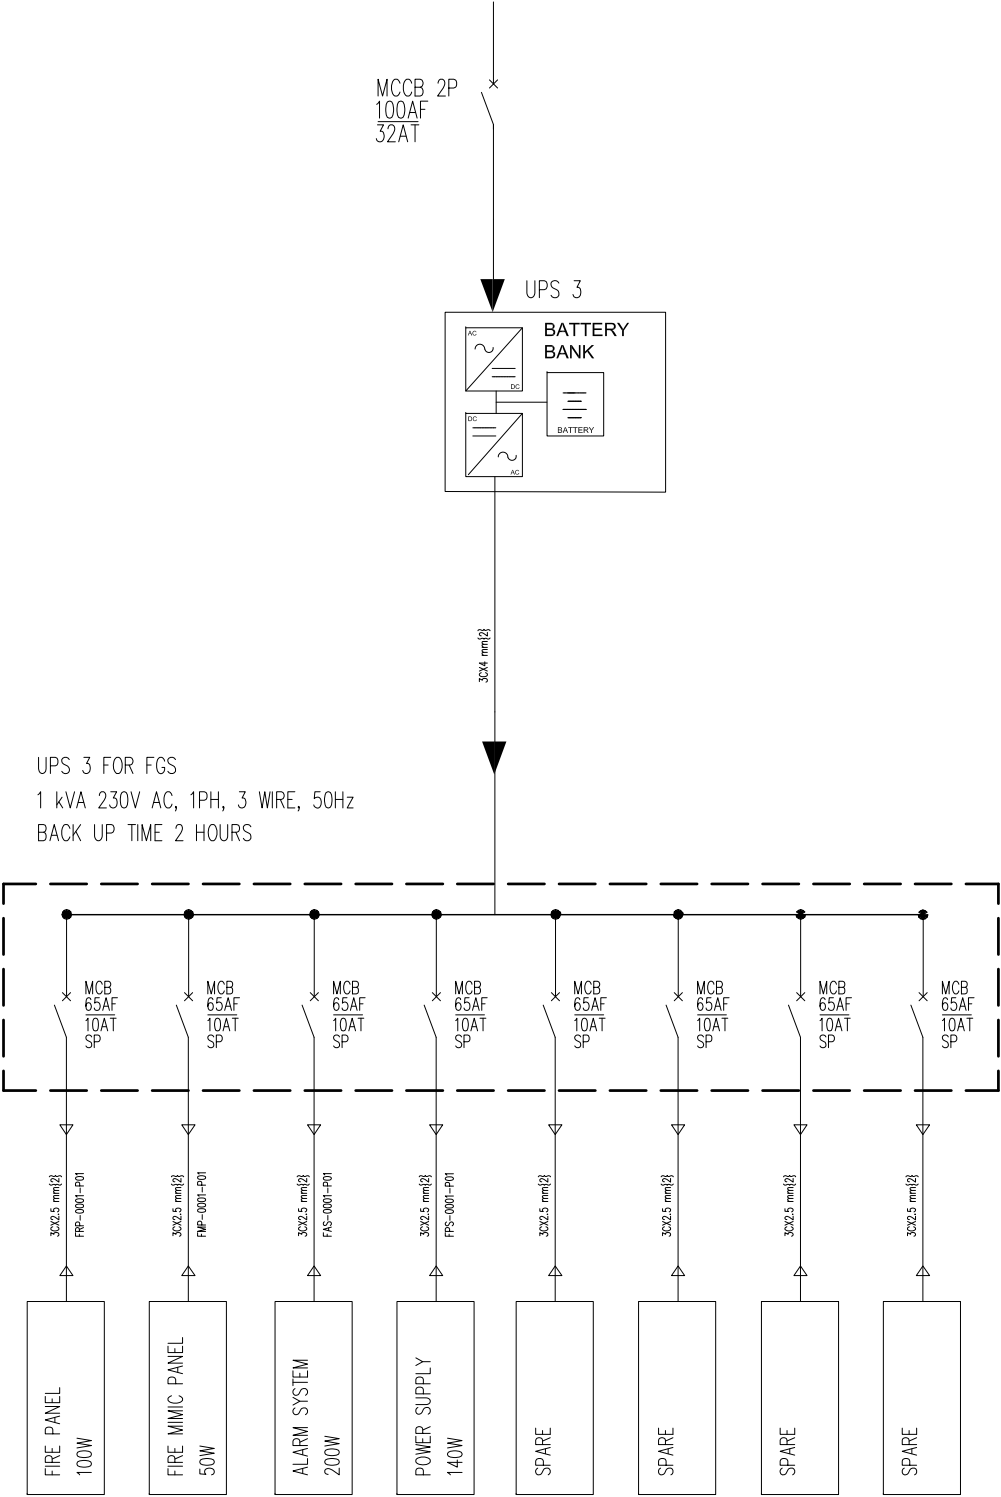 MCCB 2P
100AF
32AT
UPS 3
BATTERY
BANK
AC
DC
BATTERY
DC
AC
3CX4 mm{2}
UPS 3 FOR FGS
1 kVA 230V AC, 1PH, 3 WIRE, 50Hz
BACK UP TIME 2 HOURS
MCB
65AF
10AT
SP
MCB
65AF
10AT
SP
MCB
65AF
10AT
SP
MCB
65AF
10AT
SP
MCB
65AF
10AT
SP
MCB
65AF
10AT
SP
MCB
65AF
10AT
SP
MCB
65AF
10AT
SP
3CX2.5 mm{2}
FRP-0001-P01
3CX2.5 mm{2}
FMP-0001-P01
3CX2.5 mm{2}
FAS-0001-P01
3CX2.5 mm{2}
FPS-0001-P01
3CX2.5 mm{2}
3CX2.5 mm{2}
3CX2.5 mm{2}
3CX2.5 mm{2}
FIRE PANEL
100W
FIRE MIMIC PANEL
50W
ALARM SYSTEM
200W
POWER SUPPLY
140W
SPARE
SPARE
SPARE
SPARE